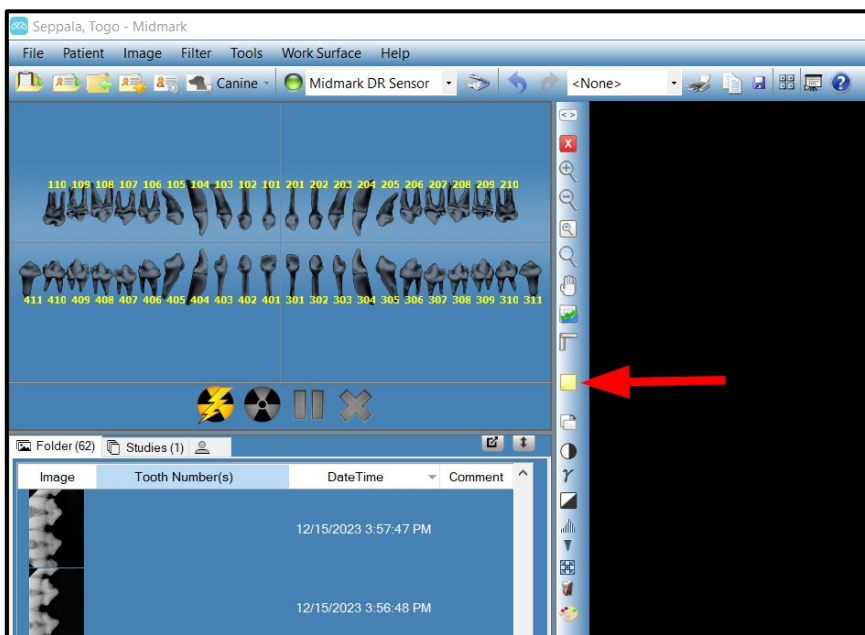 Seppala, Togo - Midmark
File Patient Image Filter Tools Work Surface Help
Canine Midmark DR Sensor <None>
110 109 108 107 106 105 104 103 102 101 201 202 203 204 205 206 207 208 209 210
411 410 409 408 407 406 405 404 403 402 401 301 302 303 304 305 306 307 308 309 310 311
Folder (62) Studies (1)
Image Tooth Number(s) DateTime Comment
12/15/2023 3:57:47 PM
12/15/2023 3:56:48 PM